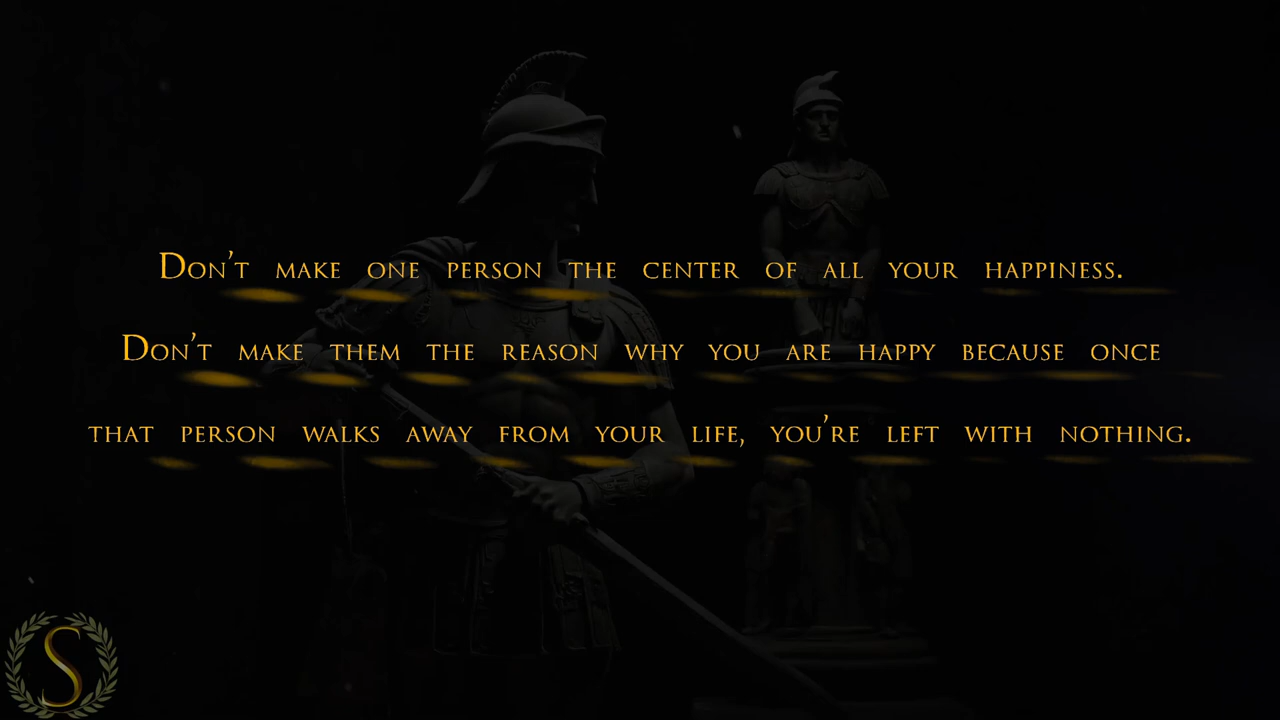 Don't make one person the center of all your happiness.
Don't make them the reason why you are happy because once
that person walks away from your life, you're left with nothing.
S